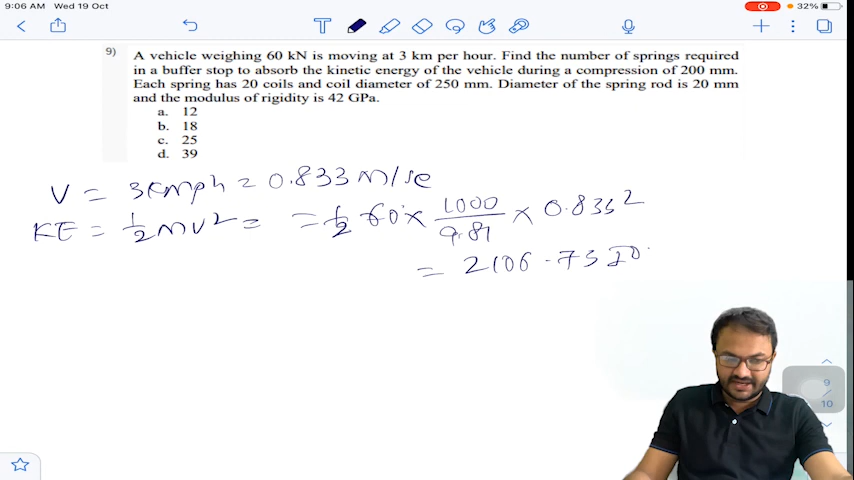 9:06 AM Wed 19 Oct
32%
9) A vehicle weighing 60 kN is moving at 3 km per hour. Find the number of springs required
in a buffer stop to absorb the kinetic energy of the vehicle during a compression of 200 mm.
Each spring has 20 coils and coil diameter of 250 mm. Diameter of the spring rod is 20 mm
and the modulus of rigidity is 42 GPa.
a. 12
b. 18
c. 25
d. 39
V = 3kmph = 0.833 m/se
KE = 1/2 mv² = = 1/2 60 × 1000/9.81 × 0.833²
= 2106.73
9
/
10